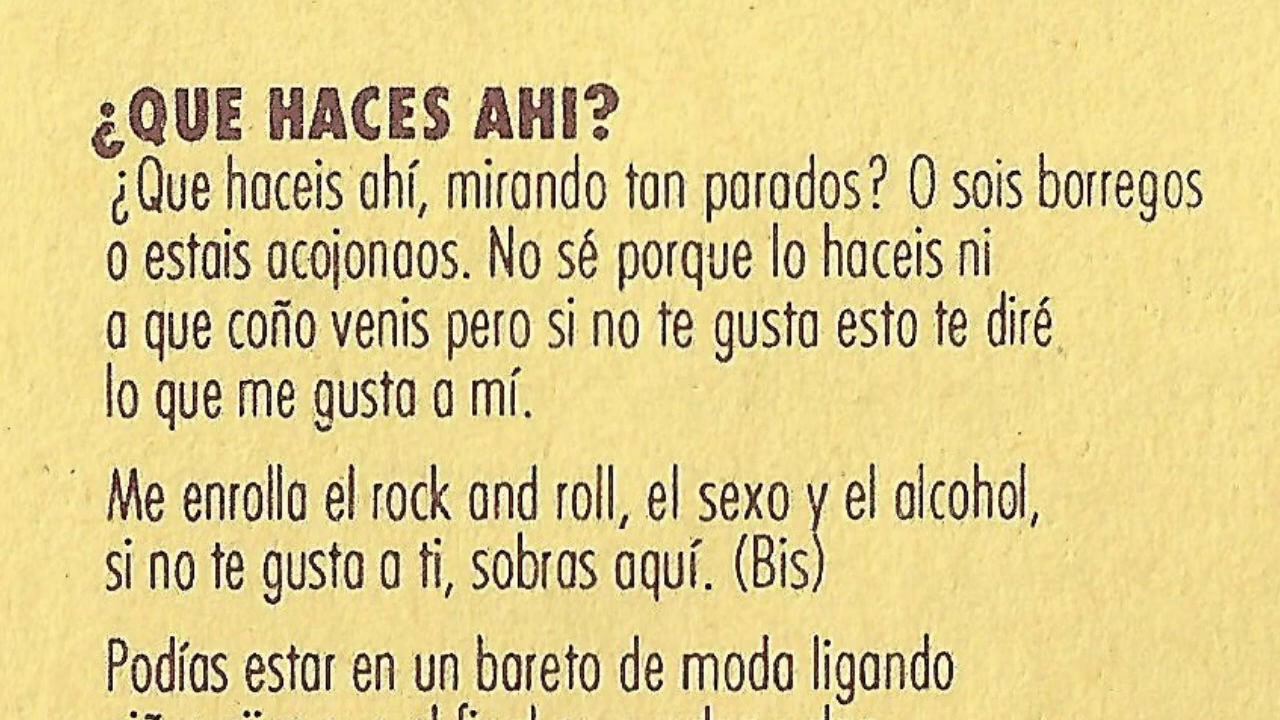 ¿QUE HACES AHI?
¿Que haceis ahí, mirando tan parados? O sois borregos
o estais acojonaos. No sé porque lo haceis ni
a que coño venis pero si no te gusta esto te diré
lo que me gusta a mí.
Me enrolla el rock and roll, el sexo y el alcohol,
si no te gusta a ti, sobras aquí. (Bis)
Podías estar en un bareto de moda ligando